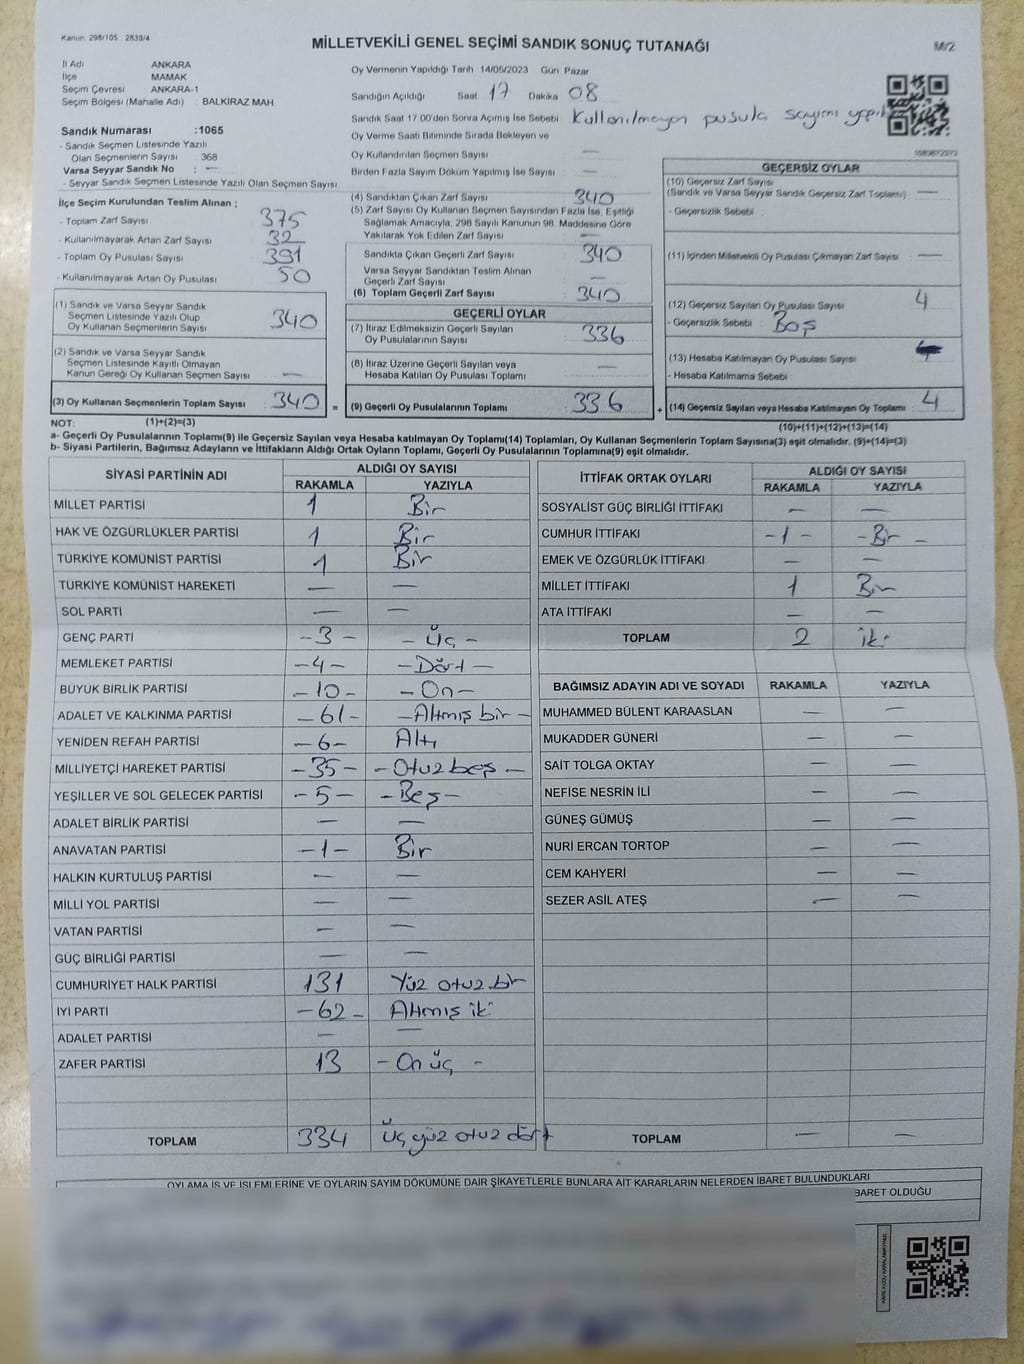 Kanun: 298/105 . 2839/4
MİLLETVEKİLİ GENEL SEÇİMİ SANDIK SONUÇ TUTANAĞI
M/2
İl Adı ANKARA
İlçe MAMAK
Seçim Çevresi ANKARA-1
Seçim Bölgesi (Mahalle Adı) : BALKİRAZ MAH.
Oy Vermenin Yapıldığı Tarih 14/05/2023 Gün Pazar
Sandığın Açıldığı Saat 17 Dakika 08
Sandık Saat 17.00'den Sonra Açımış İse Sebebi Kullanılmayan pusula sayımı
Oy Verme Saati Bitiminde Sırada Bekleyen ve
Oy Kullandırılan Seçmen Sayısı —
Birden Fazla Sayım Döküm Yapılmış İse Sayısı —
Sandık Numarası :1065
- Sandık Seçmen Listesinde Yazılı
Olan Seçmenlerin Sayısı 368
Varsa Seyyar Sandık No : —
- Seyyar Sandık Seçmen Listesinde Yazılı Olan Seçmen Sayısı
İlçe Seçim Kurulundan Teslim Alınan ;
- Toplam Zarf Sayısı 375
- Kullanılmayarak Artan Zarf Sayısı 32
- Toplam Oy Pusulası Sayısı 391
- Kullanılmayarak Artan Oy Pusulası 50
(4) Sandıktan Çıkan Zarf Sayısı 340
(5) Zarf Sayısı Oy Kullanan Seçmen Sayısından Fazla İse, Eşitliği
Sağlamak Amacıyla, 298 Sayılı Kanunun 98. Maddesine Göre
Yakılarak Yok Edilen Zarf Sayısı —
Sandıkta Çıkan Geçerli Zarf Sayısı : 340
Varsa Seyyar Sandıktan Teslim Alınan
Geçerli Zarf Sayısı —
(6) Toplam Geçerli Zarf Sayısı : 340
GEÇERLİ OYLAR
(7) İtiraz Edilmeksizin Geçerli Sayılan
Oy Pusulalarının Sayısı : 336
(8) İtiraz Üzerine Geçerli Sayılan veya
Hesaba Katılan Oy Pusulası Toplamı : —
(9) Geçerli Oy Pusulalarının Toplamı : 336
GEÇERSİZ OYLAR
(10) Geçersiz Zarf Sayısı
(Sandık ve Varsa Seyyar Sandık Geçersiz Zarf Toplamı) : —
- Geçersizlik Sebebi :
(11) İçinden Milletvekili Oy Pusulası Çıkmayan Zarf Sayısı : —
(12) Geçersiz Sayılan Oy Pusulası Sayısı : 4
- Geçersizlik Sebebi : Boş
(13) Hesaba Katılmayan Oy Pusulası Sayısı
- Hesaba Katılmama Sebebi :
(14) Geçersiz Sayılan veya Hesaba Katılmayan Oy Toplamı : 4
(1) Sandık ve Varsa Seyyar Sandık
Seçmen Listesinde Yazılı Olup
Oy Kullanan Seçmenlerin Sayısı : 340
(2) Sandık ve Varsa Seyyar Sandık
Seçmen Listesinde Kayıtlı Olmayan
Kanun Gereği Oy Kullanan Seçmen Sayısı : —
(3) Oy Kullanan Seçmenlerin Toplam Sayısı : 340
NOT: (1)+(2)=(3) (10)+(11)+(12)+(13)=(14)
a- Geçerli Oy Pusulalarının Toplamı(9) ile Geçersiz Sayılan veya Hesaba katılmayan Oy Toplamı(14) Toplamları, Oy Kullanan Seçmenlerin Toplam Sayısına(3) eşit olmalıdır. (9)+(14)=(3)
b- Siyasi Partilerin, Bağımsız Adayların ve İttifakların Aldığı Ortak Oyların Toplamı, Geçerli Oy Pusulalarının Toplamına(9) eşit olmalıdır.
SİYASİ PARTİNİN ADI ALDIĞI OY SAYISI
RAKAMLA YAZIYLA
MİLLET PARTİSİ 1 Bir
HAK VE ÖZGÜRLÜKLER PARTİSİ 1 Bir
TÜRKİYE KOMÜNİST PARTİSİ 1 Bir
TÜRKİYE KOMÜNİST HAREKETİ — —
SOL PARTİ — —
GENÇ PARTİ -3- -Üç-
MEMLEKET PARTİSİ -4- -Dört-
BÜYÜK BİRLİK PARTİSİ -10- -On-
ADALET VE KALKINMA PARTİSİ -61- -Altmış bir-
YENİDEN REFAH PARTİSİ -6- Altı
MİLLİYETÇİ HAREKET PARTİSİ -35- -Otuz beş-
YEŞİLLER VE SOL GELECEK PARTİSİ -5- -Beş-
ADALET BİRLİK PARTİSİ — —
ANAVATAN PARTİSİ -1- Bir
HALKIN KURTULUŞ PARTİSİ — —
MİLLİ YOL PARTİSİ — —
VATAN PARTİSİ — —
GÜÇ BİRLİĞİ PARTİSİ — —
CUMHURİYET HALK PARTİSİ 131 Yüz otuz bir
İYİ PARTİ -62- Altmış iki
ADALET PARTİSİ — —
ZAFER PARTİSİ 13 -On üç-
TOPLAM 334 Üç yüz otuz dört
İTTİFAK ORTAK OYLARI ALDIĞI OY SAYISI
RAKAMLA YAZIYLA
SOSYALİST GÜÇ BİRLİĞİ İTTİFAKI — —
CUMHUR İTTİFAKI -1- -Bir-
EMEK VE ÖZGÜRLÜK İTTİFAKI — —
MİLLET İTTİFAKI 1 Bir
ATA İTTİFAKI — —
TOPLAM 2 iki
BAĞIMSIZ ADAYIN ADI VE SOYADI RAKAMLA YAZIYLA
MUHAMMED BÜLENT KARAASLAN — —
MUKADDER GÜNERİ — —
SAİT TOLGA OKTAY — —
NEFİSE NESRİN İLİ — —
GÜNEŞ GÜMÜŞ — —
NURİ ERCAN TORTOP — —
CEM KAHYERİ — —
SEZER ASİL ATEŞ — —
TOPLAM — —
OYLAMA İŞ VE İŞLEMLERİNE VE OYLARIN SAYIM DÖKÜMÜNE DAİR ŞİKAYETLERLE BUNLARA AİT KARARLARIN NELERDEN İBARET BULUNDUKLARI
BARET OLDUĞU